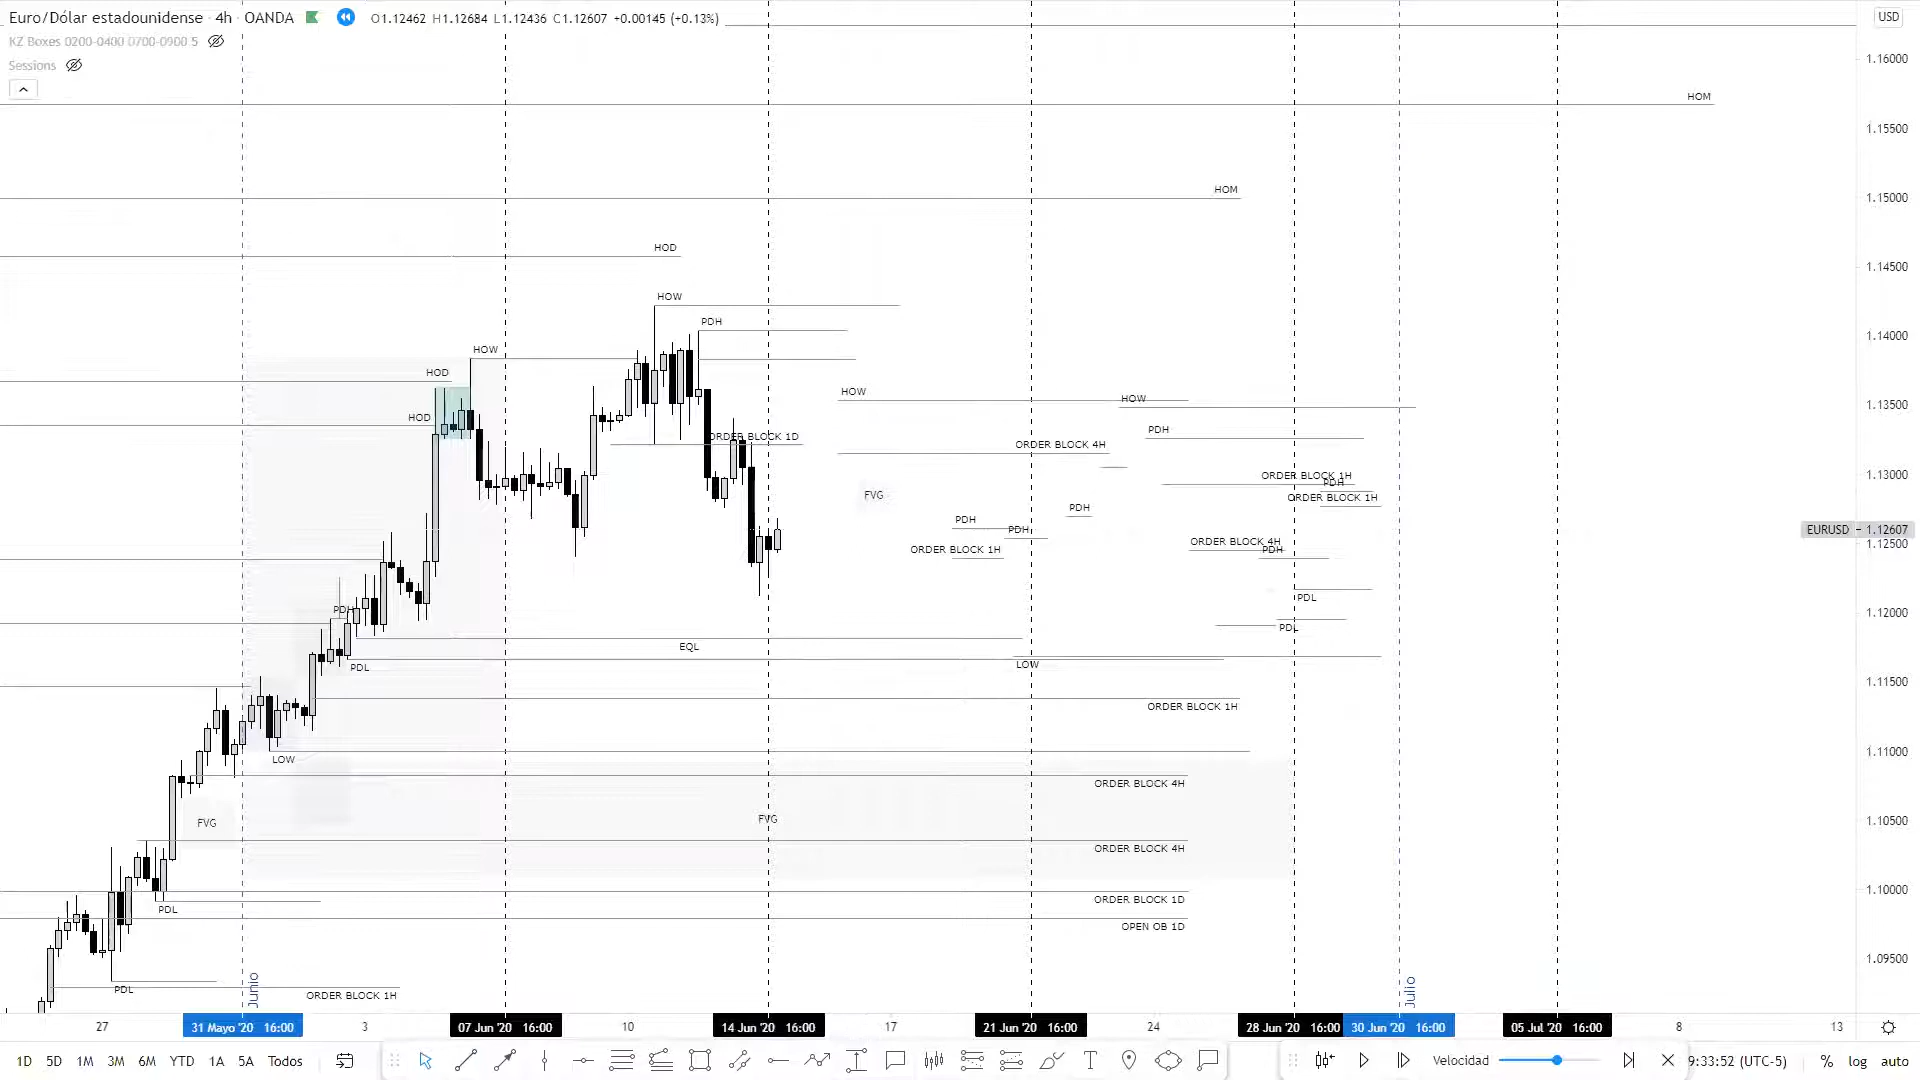 Euro/Dólar estadounidense · 4h · OANDA O1.12462 H1.12684 L1.12436 C1.12607 +0.00145 (+0.13%)
USD
KZ Boxes 0200-0400 0700-0900 5
Sessions
1.16000
HOM
1.15500
HOM
1.15000
HOD
1.14500
HOW
PDH
1.14000
HOW
HOD
HOW
HOW
1.13500
HOD
PDH
ORDER BLOCK 1D
ORDER BLOCK 4H
1.13000
ORDER BLOCK 1H
PDH
FVG
ORDER BLOCK 1H
PDH
PDH
PDH
EURUSD 1.12607
ORDER BLOCK 4H
1.12500
ORDER BLOCK 1H
PDH
PDL
PDH
1.12000
PDL
EQL
PDL
LOW
1.11500
ORDER BLOCK 1H
1.11000
LOW
ORDER BLOCK 4H
FVG
FVG
1.10500
ORDER BLOCK 4H
1.10000
ORDER BLOCK 1D
PDL
OPEN OB 1D
1.09500
PDL
ORDER BLOCK 1H
Junio
Julio
27
31 Mayo '20 16:00
3
07 Jun '20 16:00
10
14 Jun '20 16:00
17
21 Jun '20 16:00
24
28 Jun '20 16:00
30 Jun '20 16:00
05 Jul '20 16:00
8
13
1D 5D 1M 3M 6M YTD 1A 5A Todos
Velocidad
9:33:52 (UTC-5)
% log auto